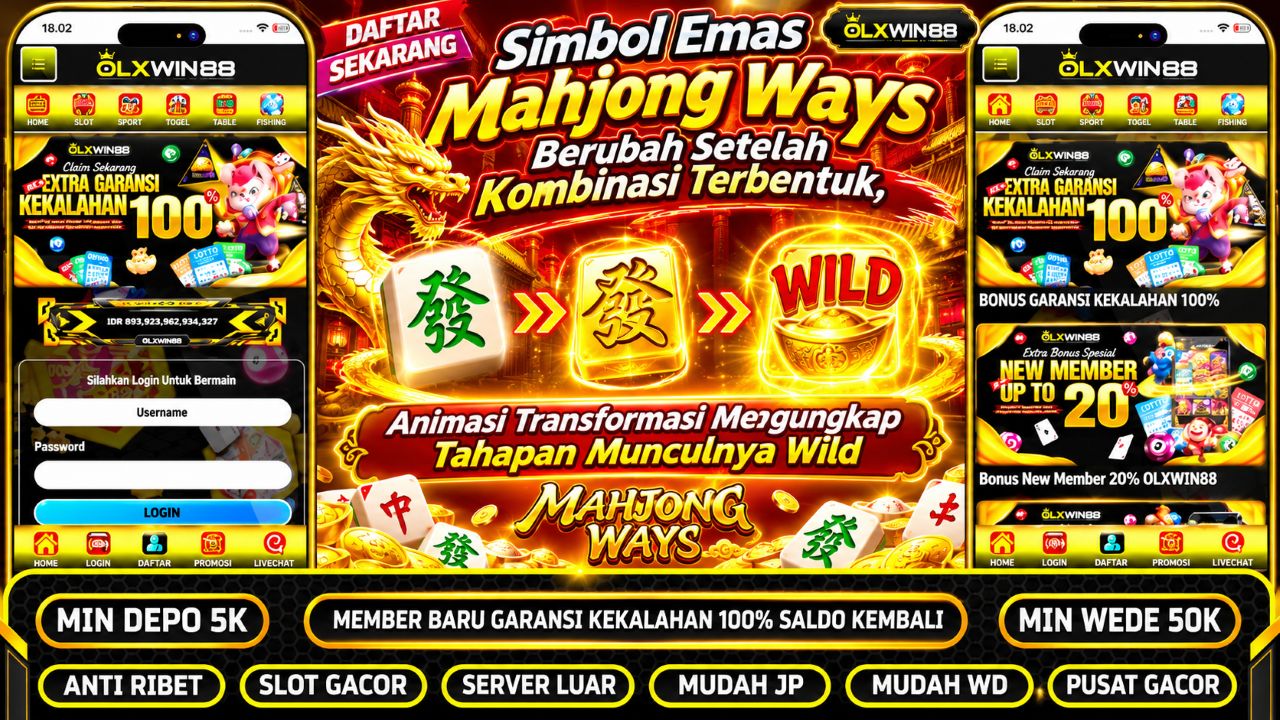 18.02
OLXWIN88
HOME SLOT SPORT TOGEL TABLE FISHING
OLXWIN88
Claim Sekarang
EXTRA GARANSI
KEKALAHAN 100%
IDR 893,923,962,934,327
OLXWIN88
Silahkan Login Untuk Bermain
Username
Password
LOGIN
HOME LOGIN DAFTAR PROMOSI LIVECHAT
DAFTAR
SEKARANG
OLXWIN88
Simbol Emas
Mahjong Ways
Berubah Setelah
Kombinasi Terbentuk,
發
發
WILD
Animasi Transformasi Mengungkap
Tahapan Munculnya Wild
MAHJONG
WAYS
中
發
發
18.02
OLXWIN88
HOME SLOT SPORT TOGEL TABLE FISHING
OLXWIN88
Claim Sekarang
EXTRA GARANSI
KEKALAHAN 100%
LOTTO
BONUS GARANSI KEKALAHAN 100%
OLXWIN88
Extra Bonus Spesial
NEW MEMBER
UP TO 20%
Bonus New Member 20% OLXWIN88
OLXWIN88
HOME LOGIN DAFTAR PROMOSI LIVECHAT
MIN DEPO 5K
MEMBER BARU GARANSI KEKALAHAN 100% SALDO KEMBALI
MIN WEDE 50K
ANTI RIBET
SLOT GACOR
SERVER LUAR
MUDAH JP
MUDAH WD
PUSAT GACOR